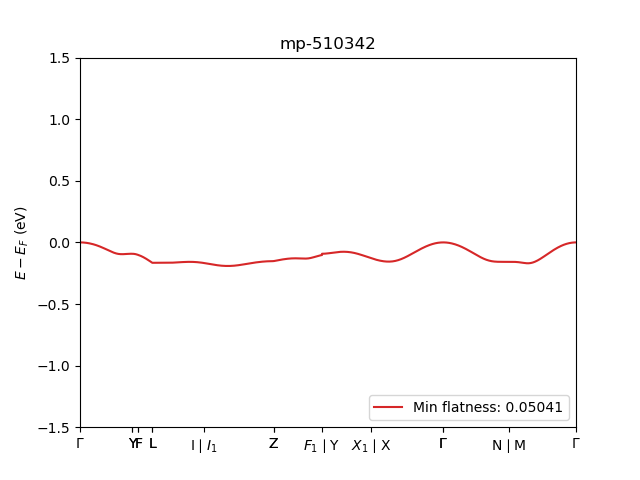 mp-510342
E − E_F (eV)
1.5
1.0
0.5
0.0
−0.5
−1.0
−1.5
Min flatness: 0.05041
Γ Y F L I | I₁ Z F₁ | Y X₁ | X Γ N | M Γ